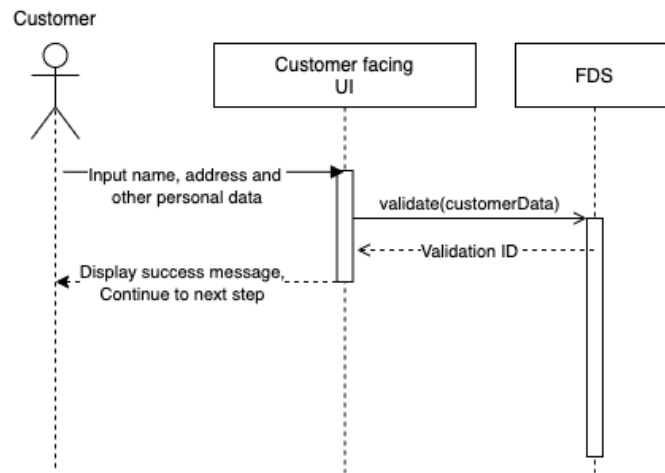 Customer
Customer facing
UI
FDS
Input name, address and
other personal data
validate(customerData)
Validation ID
Display success message,
Continue to next step